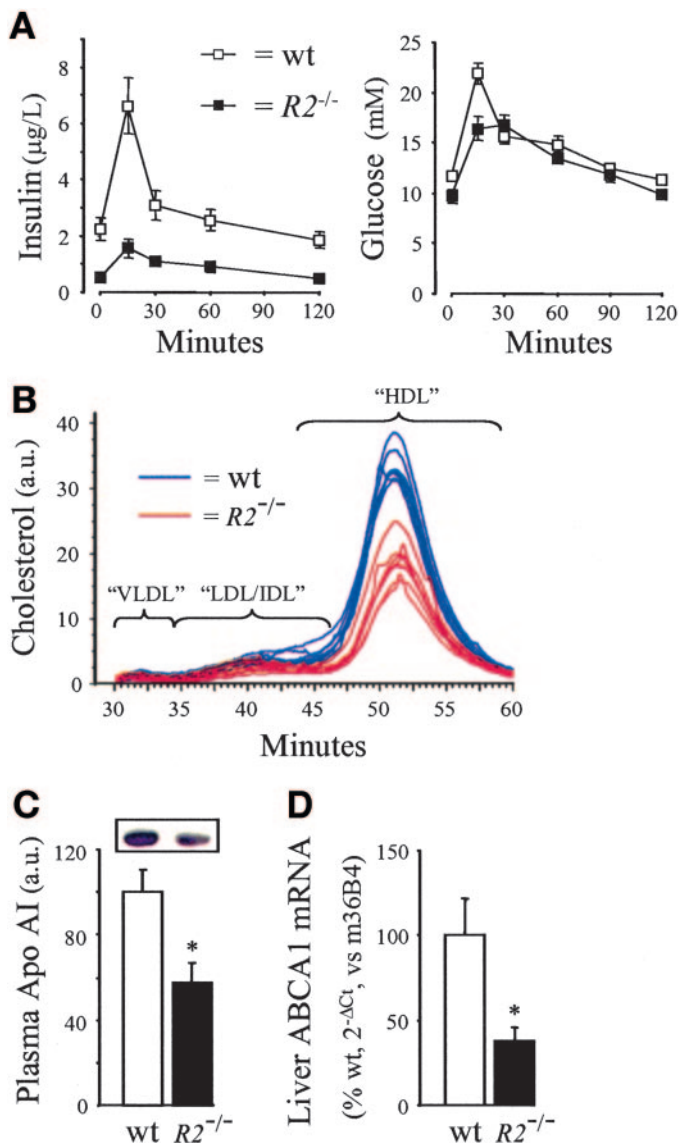 A
Insulin (µg/L)
8
6
4
2
0
= wt
= R2-/-
0 30 60 90 120
Minutes
Glucose (mM)
25
20
15
10
5
0
0 30 60 90 120
Minutes
B
Cholesterol (a.u.)
40
30
20
10
0
"HDL"
= wt
= R2-/-
"VLDL" "LDL/IDL"
30 35 40 45 50 55 60
Minutes
C
Plasma Apo AI (a.u.)
120
80
40
0
*
wt R2-/-
D
Liver ABCA1 mRNA
(% wt, 2-ΔCt, vs m36B4)
150
100
50
0
*
wt R2-/-